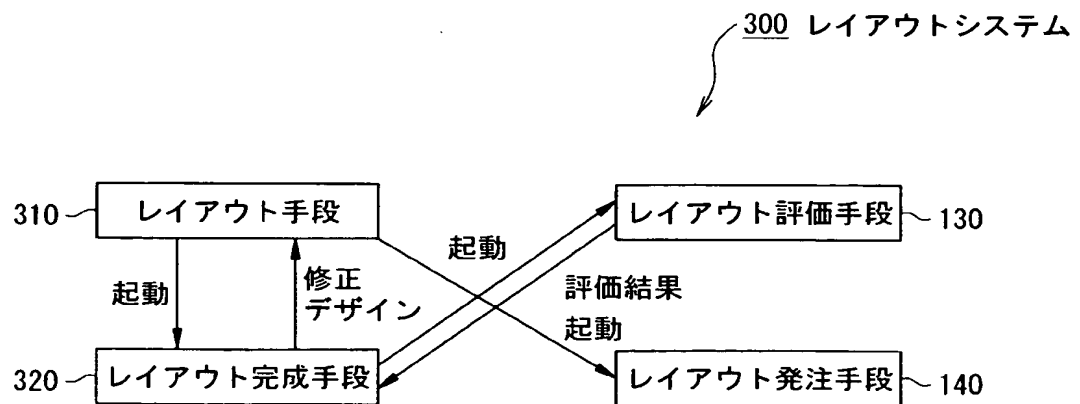 300 レイアウトシステム
310 レイアウト手段
レイアウト評価手段 130
起動
修正
デザイン
起動
評価結果
起動
320 レイアウト完成手段
レイアウト発注手段 140